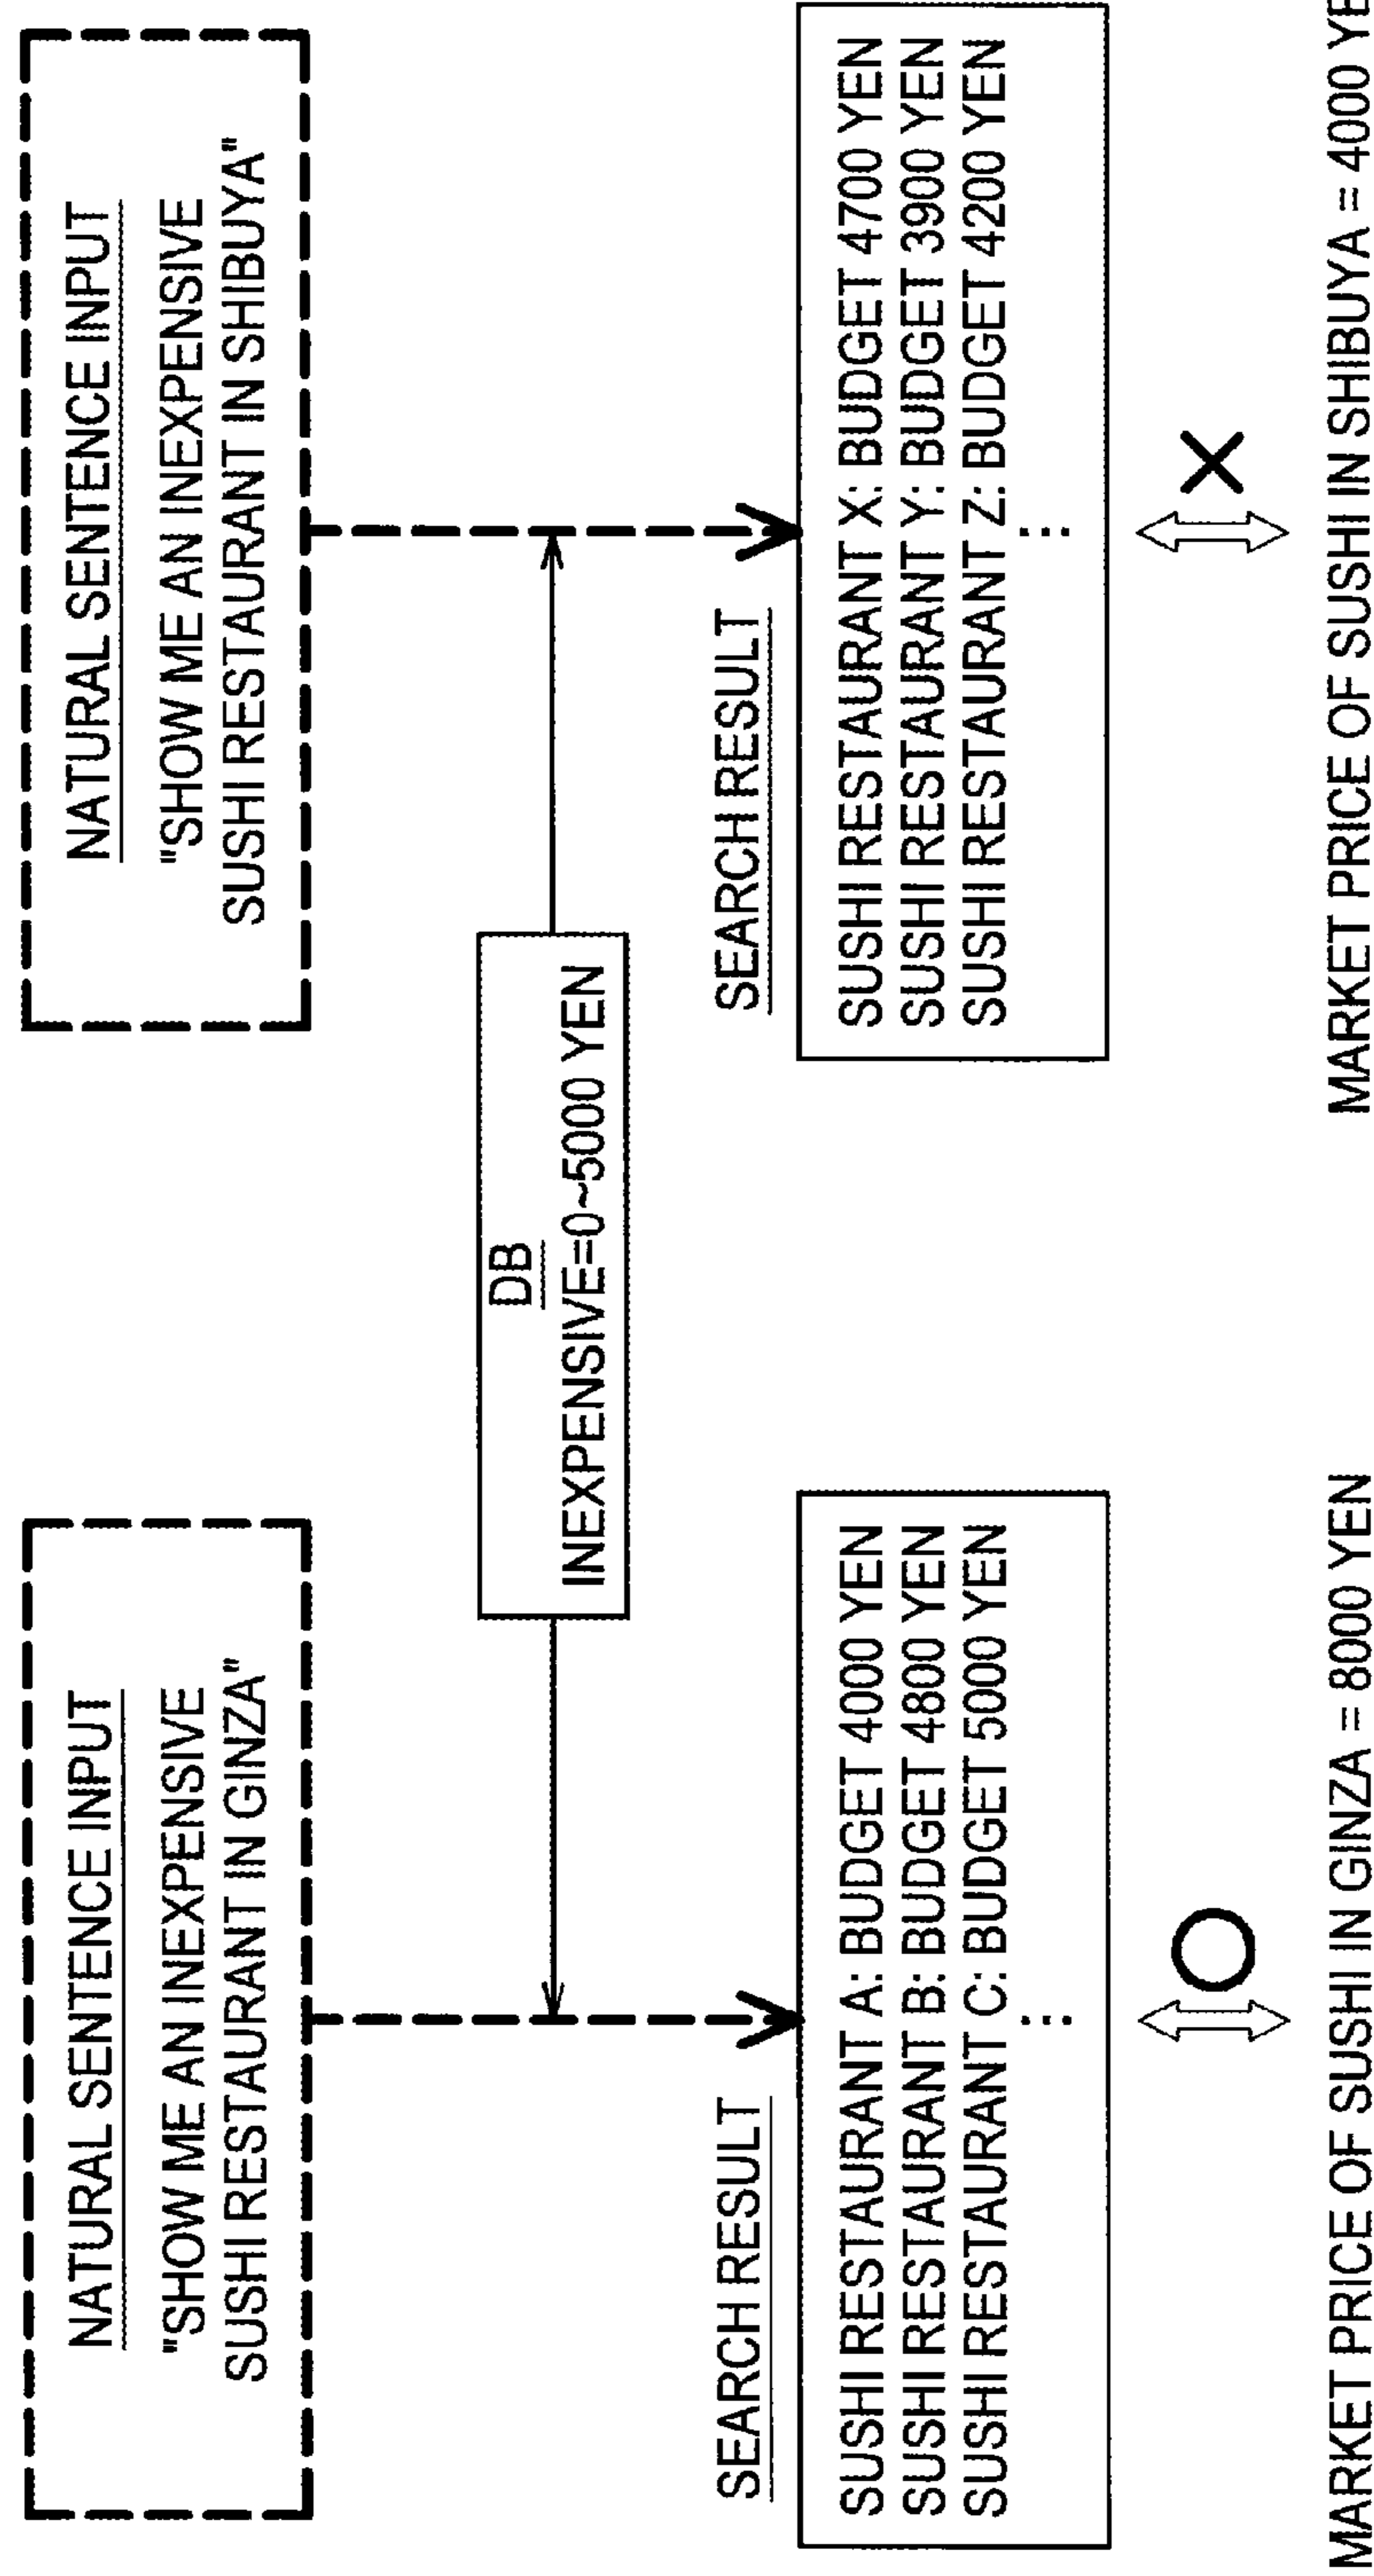 NATURAL SENTENCE INPUT
"SHOW ME AN INEXPENSIVE
SUSHI RESTAURANT IN GINZA"
NATURAL SENTENCE INPUT
"SHOW ME AN INEXPENSIVE
SUSHI RESTAURANT IN SHIBUYA"
DB
INEXPENSIVE=0~5000 YEN
SEARCH RESULT
SUSHI RESTAURANT A: BUDGET 4000 YEN
SUSHI RESTAURANT B: BUDGET 4800 YEN
SUSHI RESTAURANT C: BUDGET 5000 YEN
⋮
SEARCH RESULT
SUSHI RESTAURANT X: BUDGET 4700 YEN
SUSHI RESTAURANT Y: BUDGET 3900 YEN
SUSHI RESTAURANT Z: BUDGET 4200 YEN
⋮
MARKET PRICE OF SUSHI IN GINZA = 8000 YEN
MARKET PRICE OF SUSHI IN SHIBUYA = 4000 YE